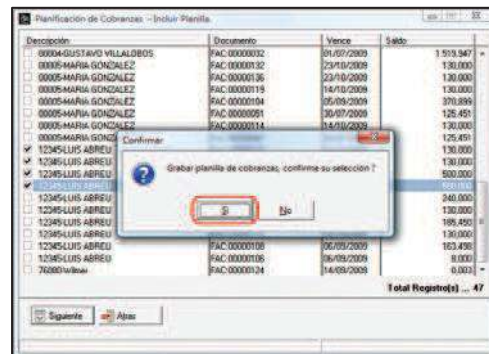 Planificación de Cobranzas - Incluir Planilla.
Descripción Documento Vence Saldo
00004-GUSTAVO VILLALOBOS FAC-00000032 01/07/2009 1.519,947
00005-MARIA GONZALEZ FAC-00000132 23/10/2009 130,000
00005-MARIA GONZALEZ FAC-00000136 23/10/2009 130,000
00005-MARIA GONZALEZ FAC-00000119 14/10/2009 130,000
00005-MARIA GONZALEZ FAC-00000104 05/09/2009 370,899
00005-MARIA GONZALEZ FAC-00000051 30/07/2009 125,451
00005-MARIA GONZALEZ FAC-00000114 14/10/2009 130,000
00005-MARIA GONZALEZ 125,451
Confirmar
12345-LUIS ABREU 130,000
12345-LUIS ABREU 130,000
12345-LUIS ABREU 500,000
Grabar planilla de cobranzas, confirme su selección ?
12345-LUIS ABREU
12345-LUIS ABREU 240,000
12345-LUIS ABREU 130,000
Si No
12345-LUIS ABREU 185,450
12345-LUIS ABREU 130,000
12345-LUIS ABREU FAC-00000108 06/09/2009 163,498
12345-LUIS ABREU FAC-00000106 06/09/2009 8,000
FAC-00000124 14/09/2009 0,003
Total Registro(s) ... 47
Siguiente Atras